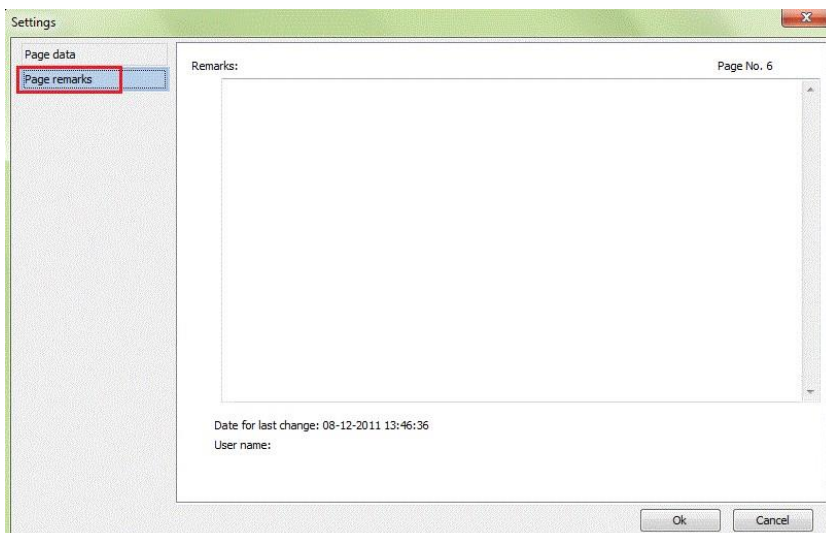 Settings
Page data
Page remarks
Remarks: Page No. 6
Date for last change: 08-12-2011 13:46:36
User name:
Ok Cancel